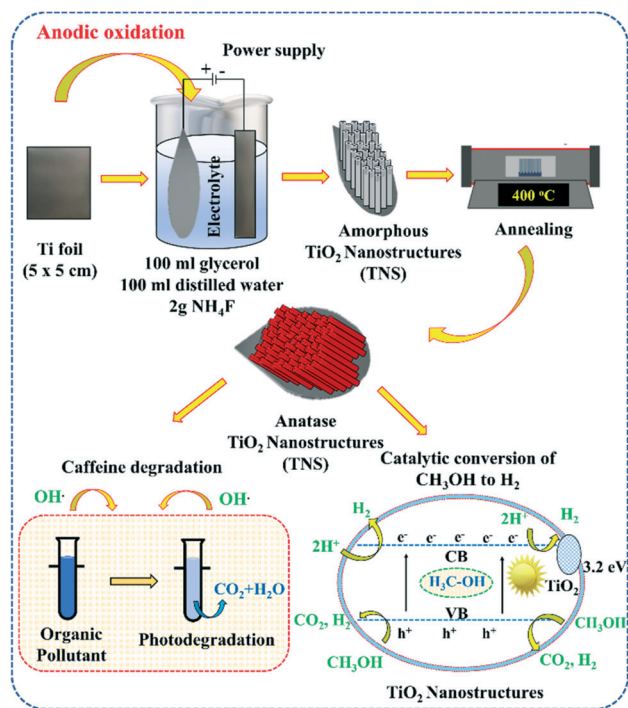 Anodic oxidation
Power supply
+ -
Electrolyte
400 °C
Ti foil
(5 x 5 cm)
100 ml glycerol
100 ml distilled water
2g NH₄F
Amorphous
TiO₂ Nanostructures
(TNS)
Annealing
Anatase
TiO₂ Nanostructures
(TNS)
Caffeine degradation
OH· OH·
CO₂+H₂O
Organic
Pollutant
Photodegradation
Catalytic conversion of
CH₃OH to H₂
H₂ 2H⁺ H₂
2H⁺ e⁻ e⁻ e⁻ e⁻ e⁻
CB
3.2 eV
H₃C-OH
TiO₂
CO₂, H₂ VB CH₃OH
h⁺ h⁺ h⁺
CH₃OH CO₂, H₂
TiO₂ Nanostructures